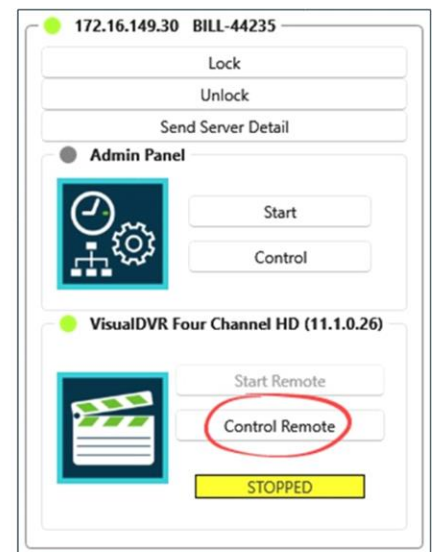 172.16.149.30 BILL-44235
Lock
Unlock
Send Server Detail
Admin Panel
Start
Control
VisualDVR Four Channel HD (11.1.0.26)
Start Remote
Control Remote
STOPPED